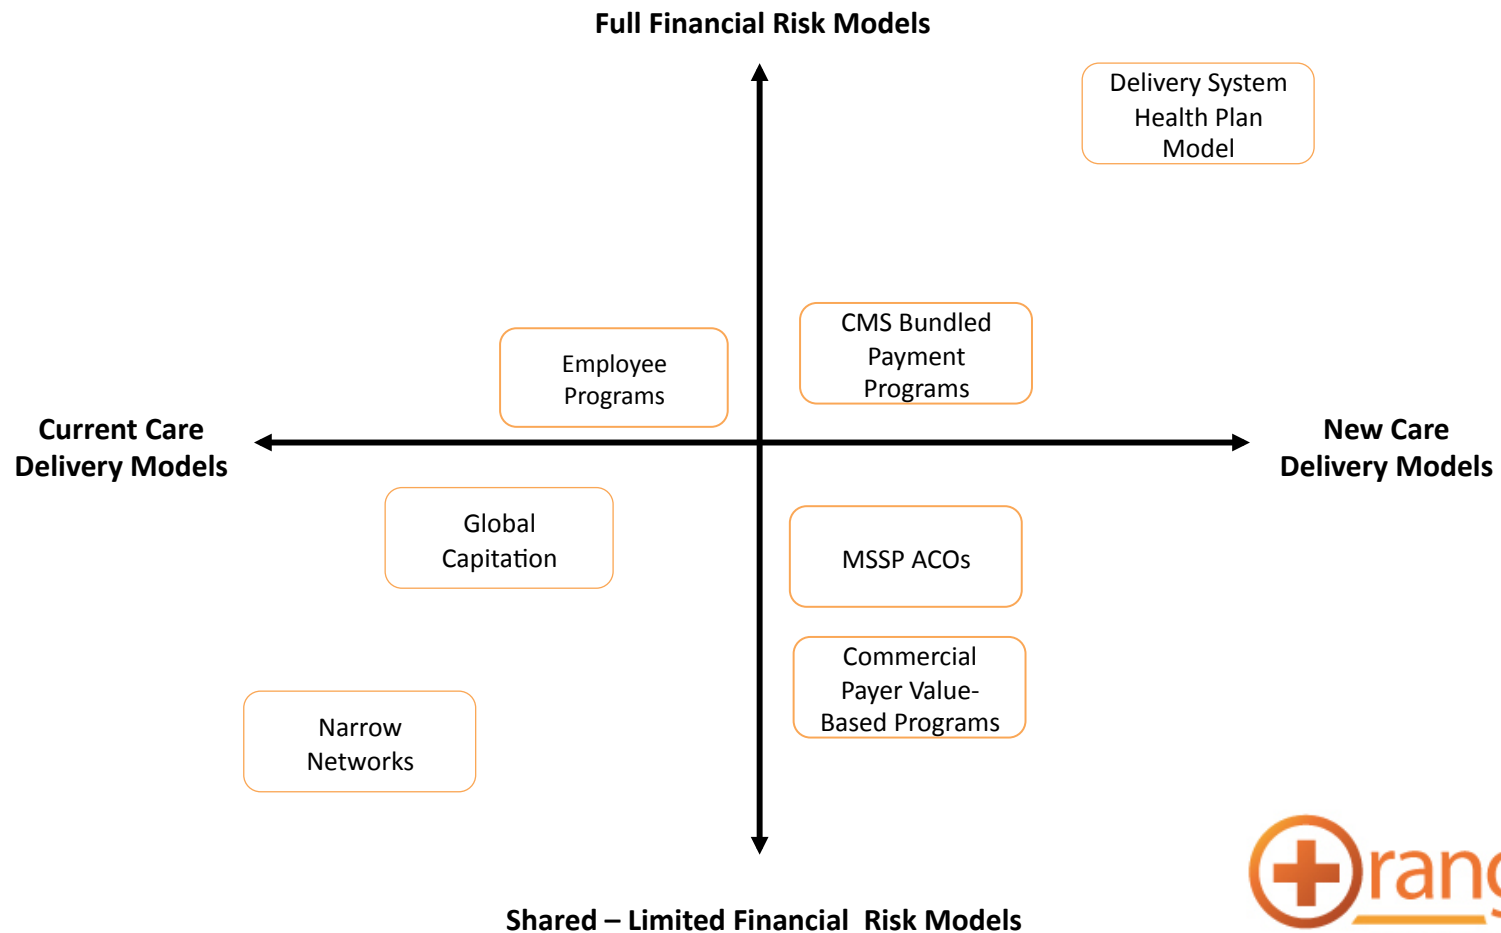 Full Financial Risk Models
Delivery System
Health Plan
Model
CMS Bundled
Payment
Programs
Employee
Programs
Current Care
Delivery Models
New Care
Delivery Models
Global
Capitation
MSSP ACOs
Commercial
Payer Value-
Based Programs
Narrow
Networks
Shared – Limited Financial Risk Models